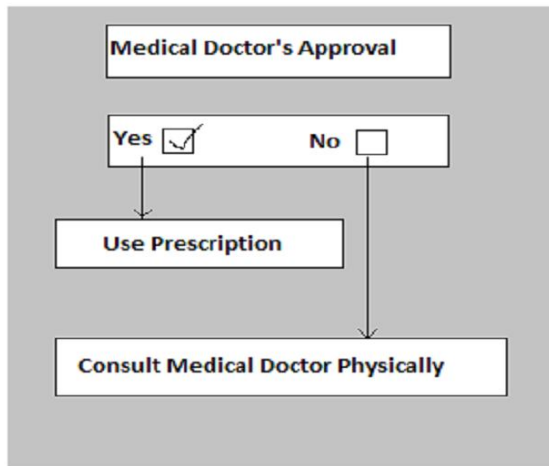 Medical Doctor's Approval
Yes No
Use Prescription
Consult Medical Doctor Physically